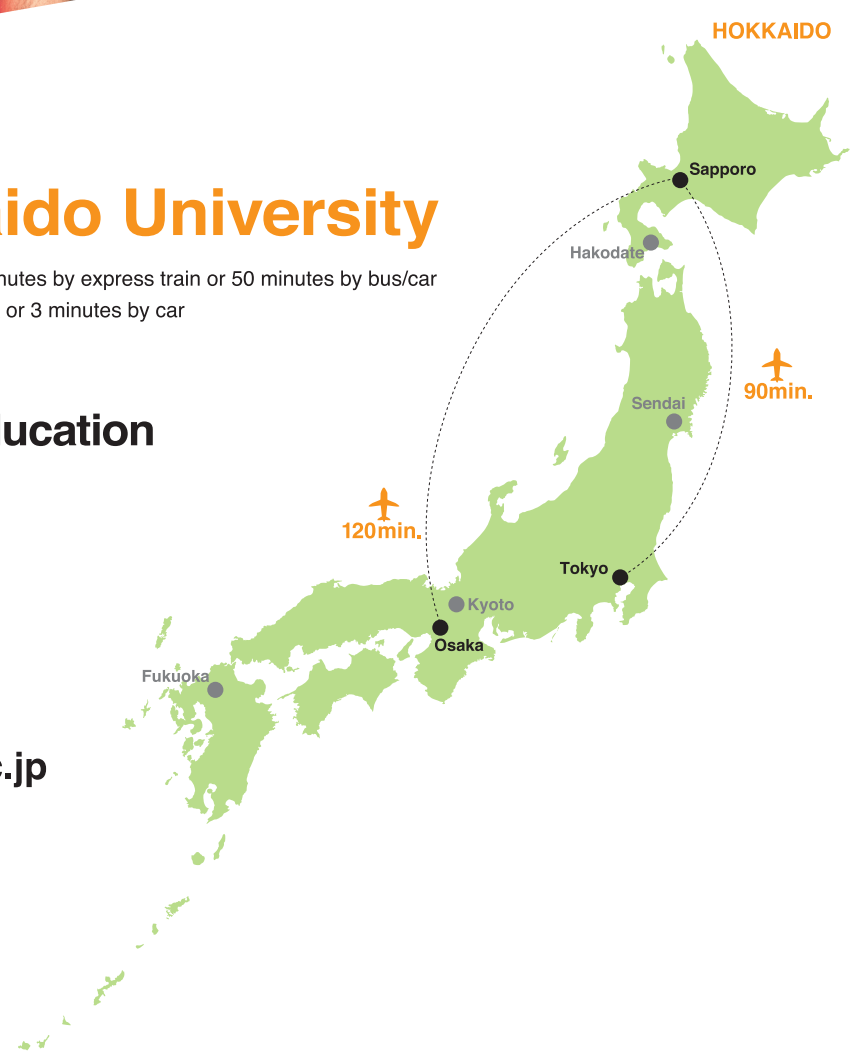 HOKKAIDO
Sapporo
ido University
Hakodate
nutes by express train or 50 minutes by bus/car
or 3 minutes by car
90min.
Sendai
ucation
120min.
Tokyo
Kyoto
Osaka
Fukuoka
.jp